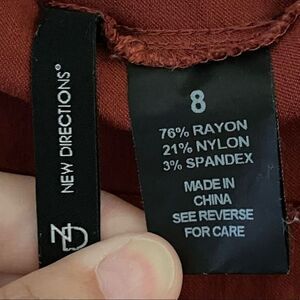 NEW DIRECTIONS®
ND
8
76% RAYON
21% NYLON
3% SPANDEX
MADE IN
CHINA
SEE REVERSE
FOR CARE